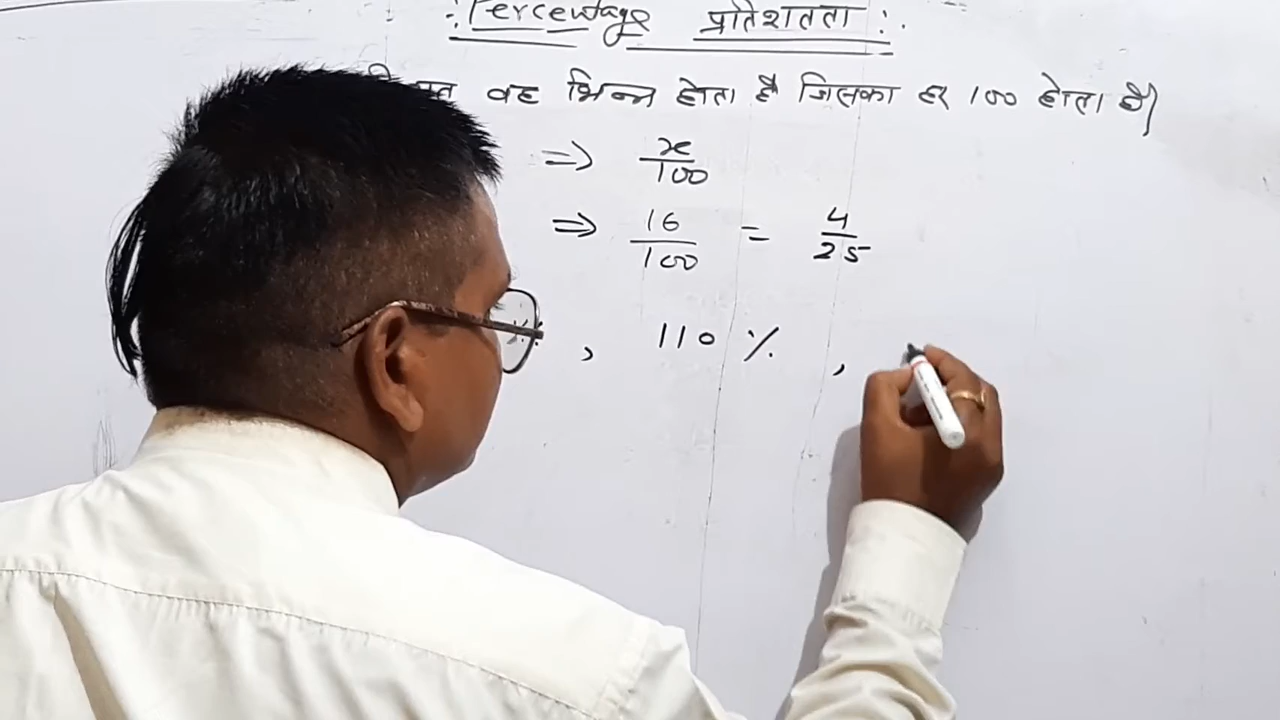 :Percentage प्रतिशतता:
वह भिन्न होता है जिसका हर 100 होता है|
⇒ x/100
⇒ 16/100 = 4/25
, 110 % ,